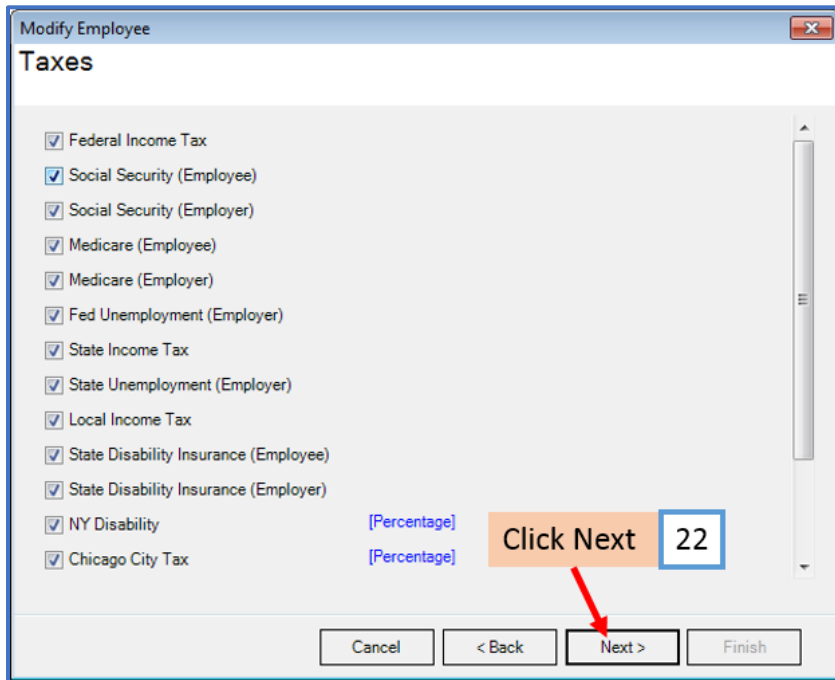 Modify Employee
Taxes
Federal Income Tax
Social Security (Employee)
Social Security (Employer)
Medicare (Employee)
Medicare (Employer)
Fed Unemployment (Employer)
State Income Tax
State Unemployment (Employer)
Local Income Tax
State Disability Insurance (Employee)
State Disability Insurance (Employer)
NY Disability [Percentage]
Chicago City Tax [Percentage]
Click Next 22
Cancel < Back Next > Finish